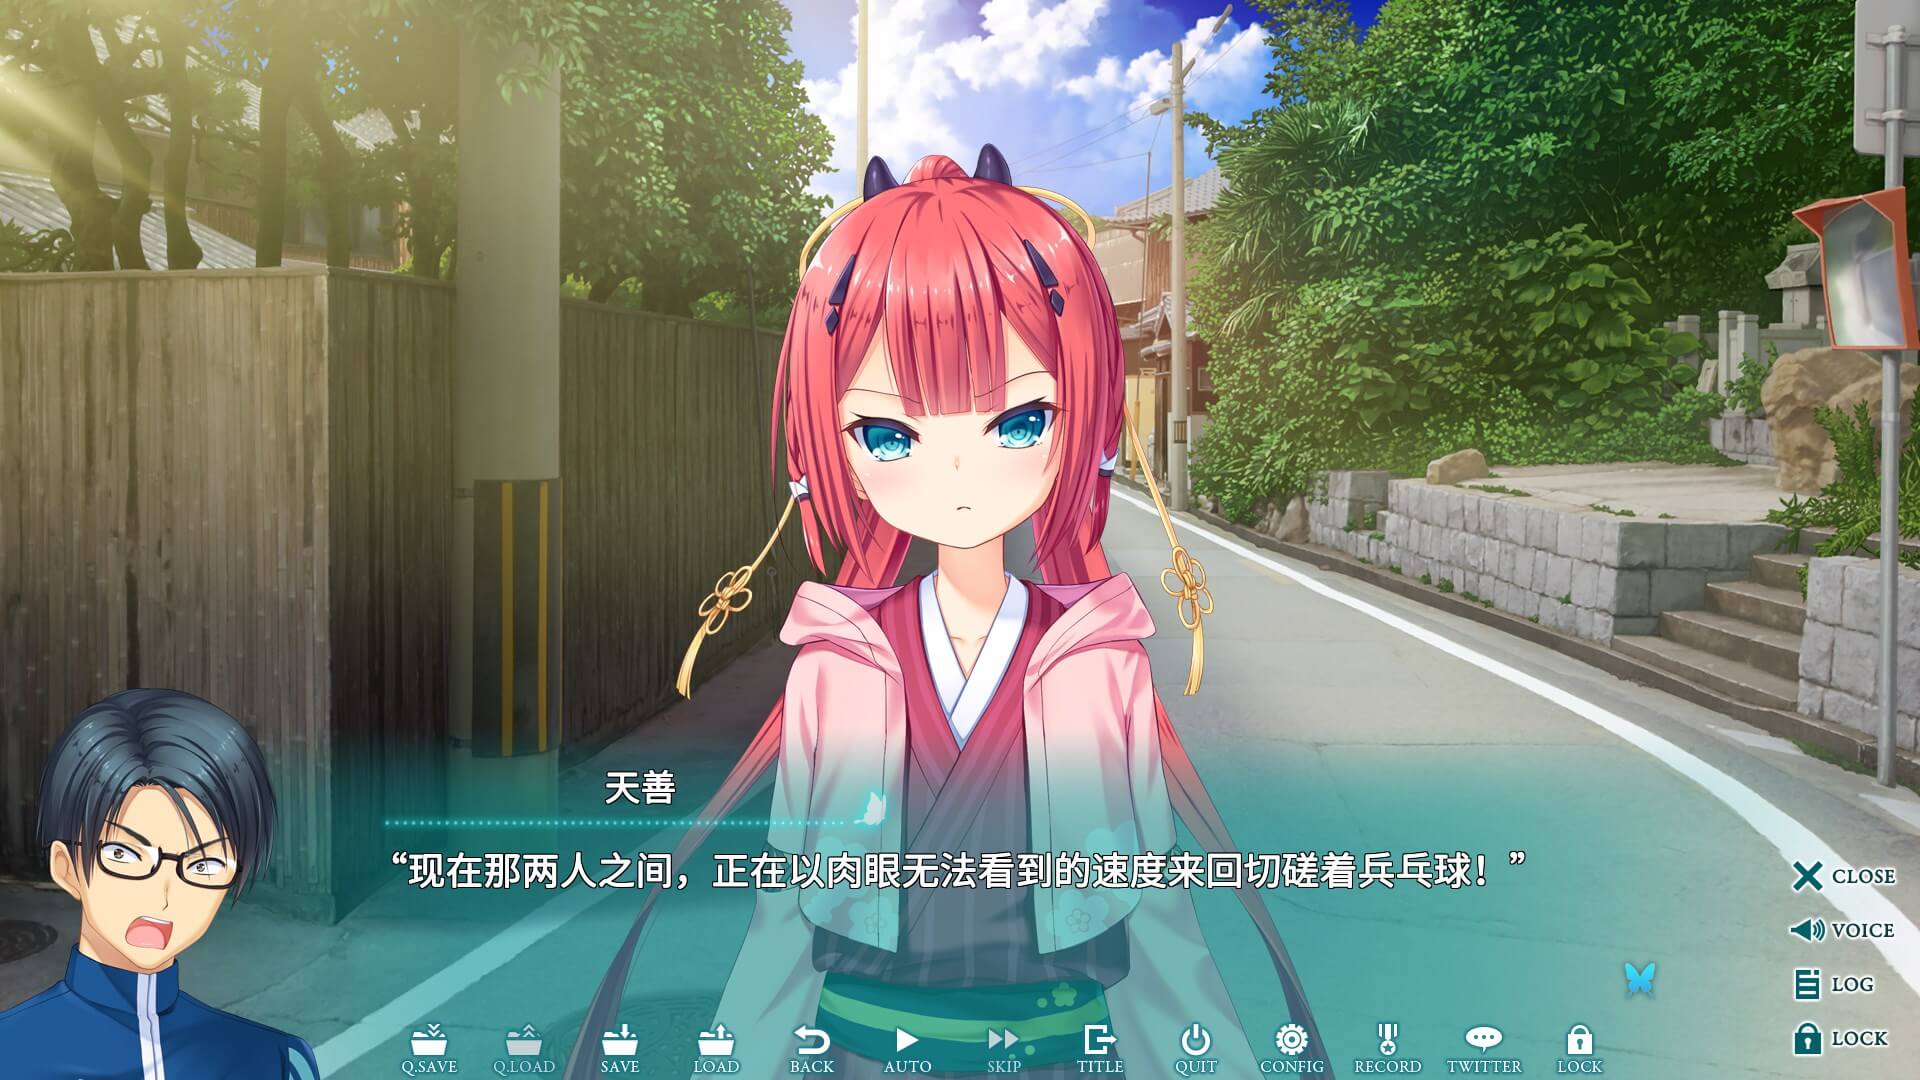 天善
“现在那两人之间，正在以肉眼无法看到的速度来回切磋着兵乓球！”
CLOSE
VOICE
LOG
LOCK
Q.SAVE Q.LOAD SAVE LOAD BACK AUTO SKIP TITLE QUIT CONFIG RECORD TWITTER LOCK